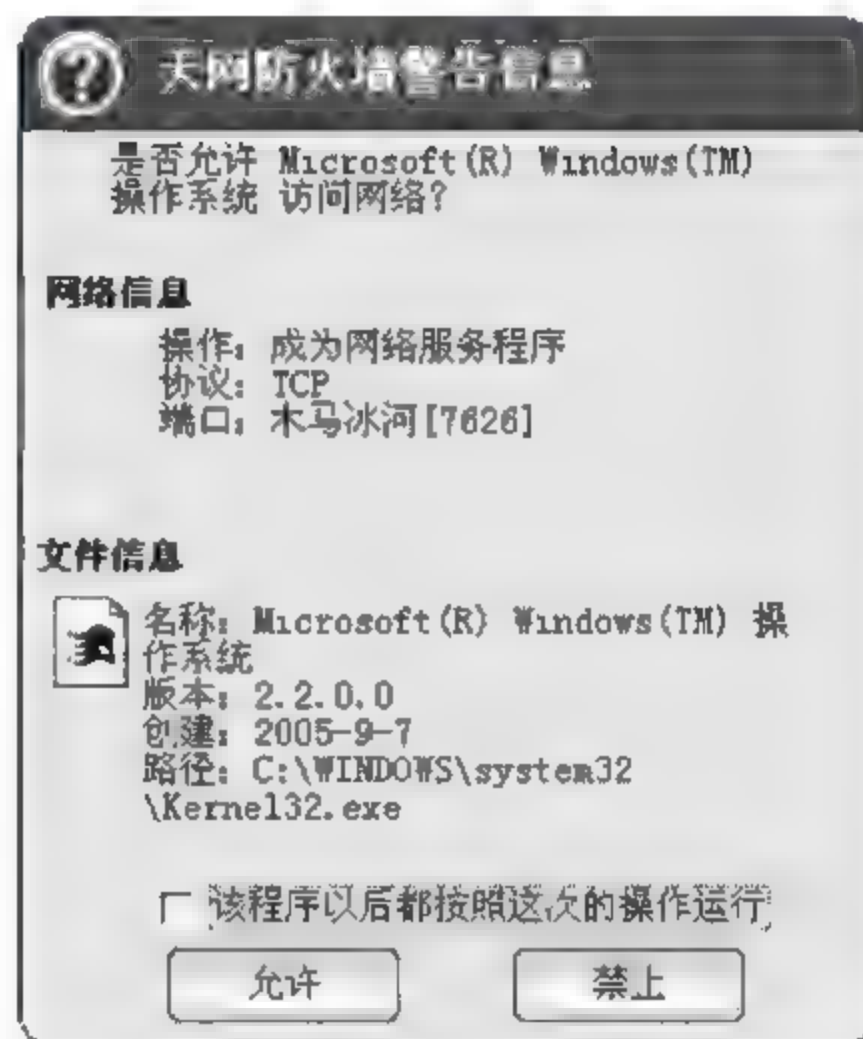 天网防火墙警告信息
是否允许 Microsoft(R) Windows(TM)
操作系统 访问网络?
网络信息
操作: 成为网络服务程序
协议: TCP
端口: 木马冰河[7626]
文件信息
名称: Microsoft(R) Windows(TM) 操
作系统
版本: 2.2.0.0
创建: 2005-9-7
路径: C:\WINDOWS\system32
\Kernel32.exe
该程序以后都按照这次的操作运行
允许
禁止